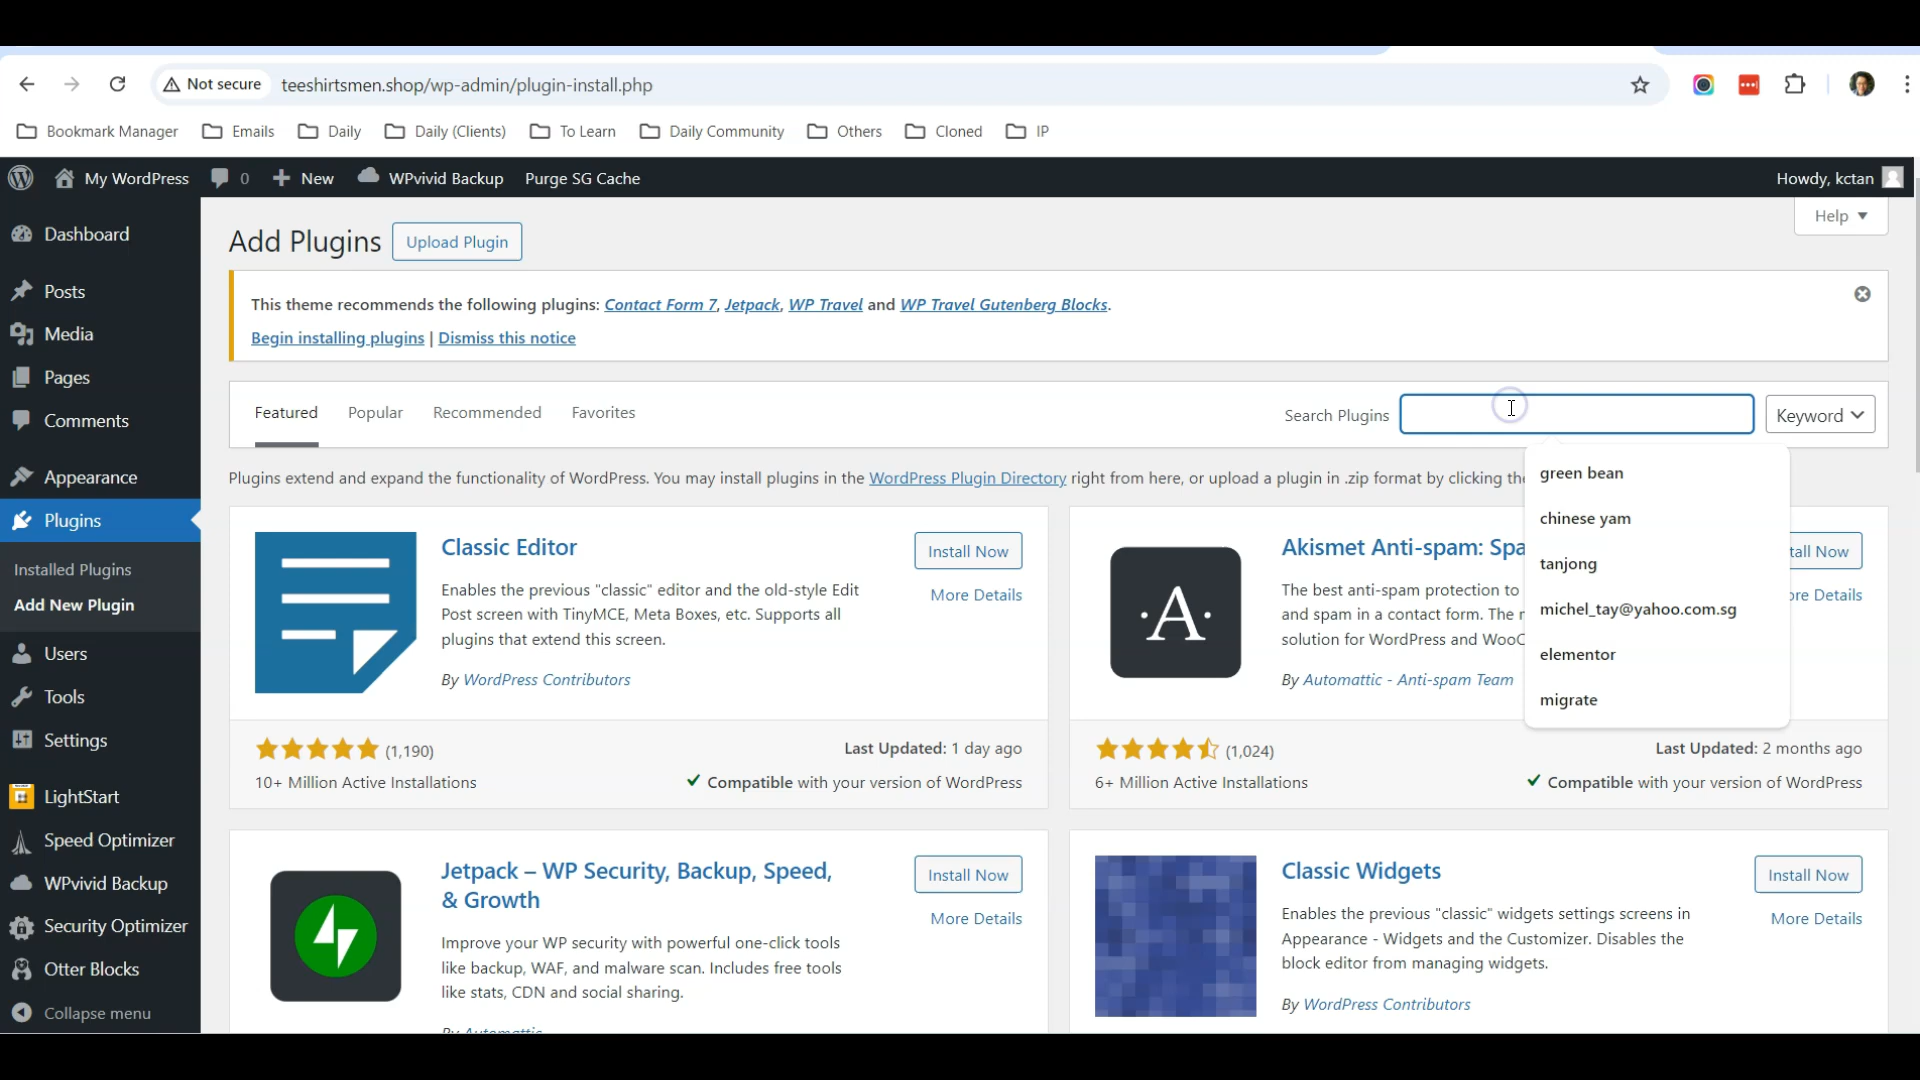 Not secure teeshirtsmen.shop/wp-admin/plugin-install.php
Bookmark Manager Emails Daily Daily (Clients) To Learn Daily Community Others Cloned IP
My WordPress 0 New WPvivid Backup Purge SG Cache Howdy, kctan
Dashboard
Posts
Media
Pages
Comments
Appearance
Plugins
Installed Plugins
Add New Plugin
Users
Tools
Settings
LightStart
Speed Optimizer
WPvivid Backup
Security Optimizer
Otter Blocks
Collapse menu
Help
Add Plugins Upload Plugin
This theme recommends the following plugins: Contact Form 7, Jetpack, WP Travel and WP Travel Gutenberg Blocks.
Begin installing plugins | Dismiss this notice
Featured Popular Recommended Favorites Search Plugins Keyword
green bean
chinese yam
tanjong
michel_tay@yahoo.com.sg
elementor
migrate
Plugins extend and expand the functionality of WordPress. You may install plugins in the WordPress Plugin Directory right from here, or upload a plugin in .zip format by clicking the
Classic Editor
Install Now
More Details
Enables the previous "classic" editor and the old-style Edit
Post screen with TinyMCE, Meta Boxes, etc. Supports all
plugins that extend this screen.
By WordPress Contributors
(1,190) Last Updated: 1 day ago
10+ Million Active Installations Compatible with your version of WordPress
·A·
Akismet Anti-spam: Spa
tall Now
ore Details
The best anti-spam protection to
and spam in a contact form. The
solution for WordPress and WooC
By Automattic - Anti-spam Team
(1,024) Last Updated: 2 months ago
6+ Million Active Installations Compatible with your version of WordPress
Jetpack – WP Security, Backup, Speed,
& Growth
Install Now
More Details
Improve your WP security with powerful one-click tools
like backup, WAF, and malware scan. Includes free tools
like stats, CDN and social sharing.
By Automattic
Classic Widgets
Install Now
More Details
Enables the previous "classic" widgets settings screens in
Appearance - Widgets and the Customizer. Disables the
block editor from managing widgets.
By WordPress Contributors